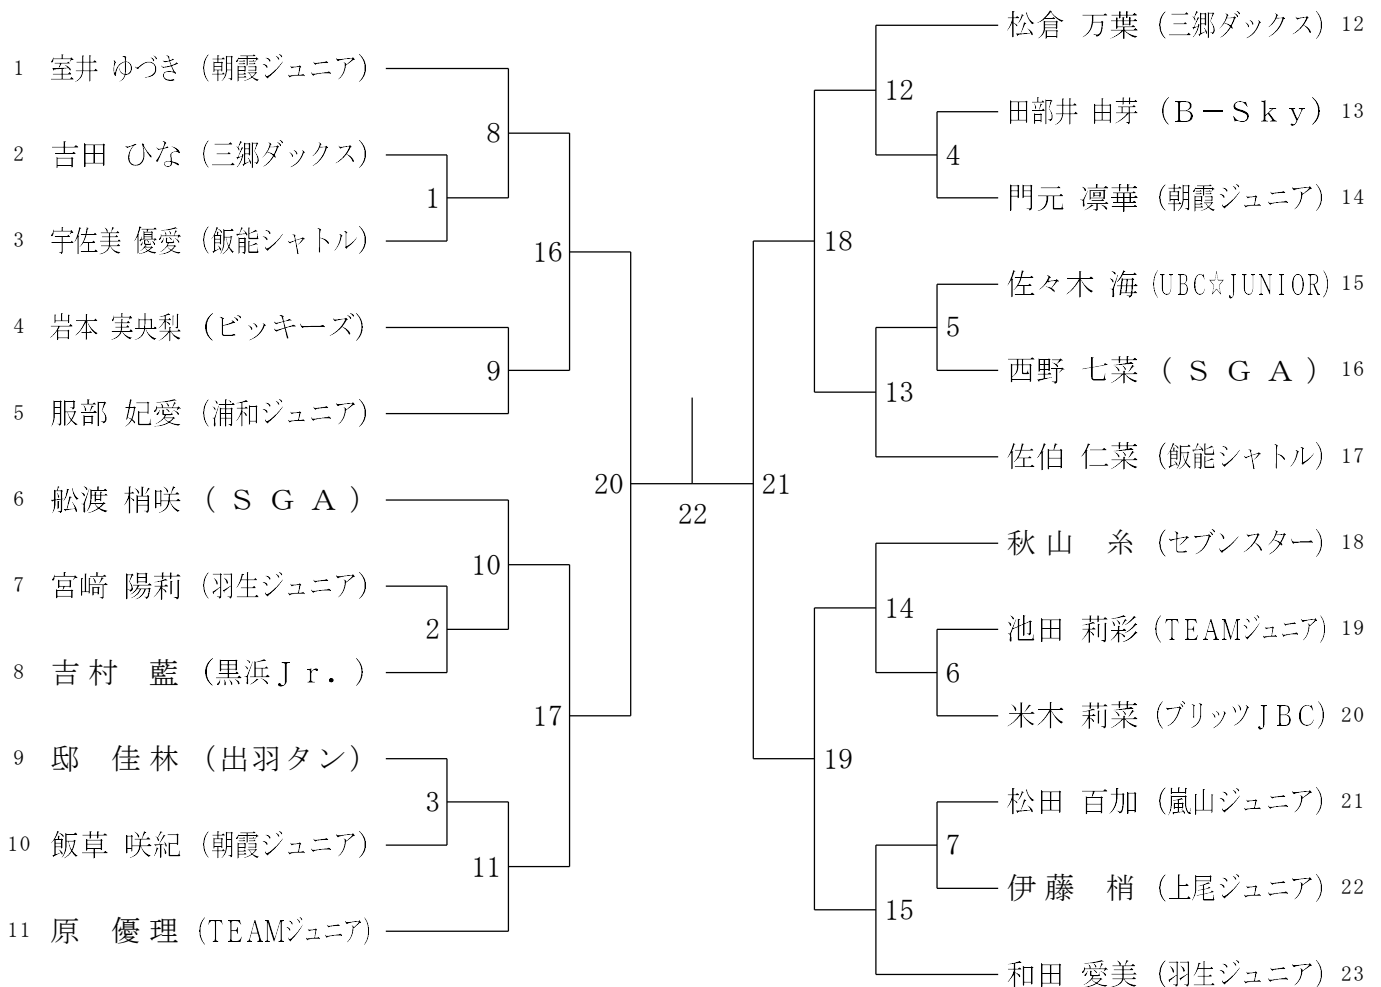 1 室井 ゆづき (朝霞ジュニア)
8
2 吉田 ひな (三郷ダックス)
1
3 宇佐美 優愛 (飯能シャトル)
16
4 岩本 実央梨 (ビッキーズ)
9
5 服部 妃愛 (浦和ジュニア)
20
6 舩渡 梢咲 (ＳＧＡ)
10
7 宮﨑 陽莉 (羽生ジュニア)
2
8 吉村 藍 (黒浜Ｊｒ．)
17
9 邸 佳林 (出羽タン)
3
10 飯草 咲紀 (朝霞ジュニア)
11
11 原 優理 (TEAMジュニア)
22
松倉 万葉 (三郷ダックス) 12
12
田部井 由芽 (Ｂ－Ｓｋｙ) 13
4
門元 凛華 (朝霞ジュニア) 14
18
佐々木 海 (UBC☆JUNIOR) 15
5
西野 七菜 (ＳＧＡ) 16
13
佐伯 仁菜 (飯能シャトル) 17
21
秋山 糸 (セブンスター) 18
14
池田 莉彩 (TEAMジュニア) 19
6
米木 莉菜 (ブリッツJBC) 20
19
松田 百加 (嵐山ジュニア) 21
7
伊藤 梢 (上尾ジュニア) 22
15
和田 愛美 (羽生ジュニア) 23